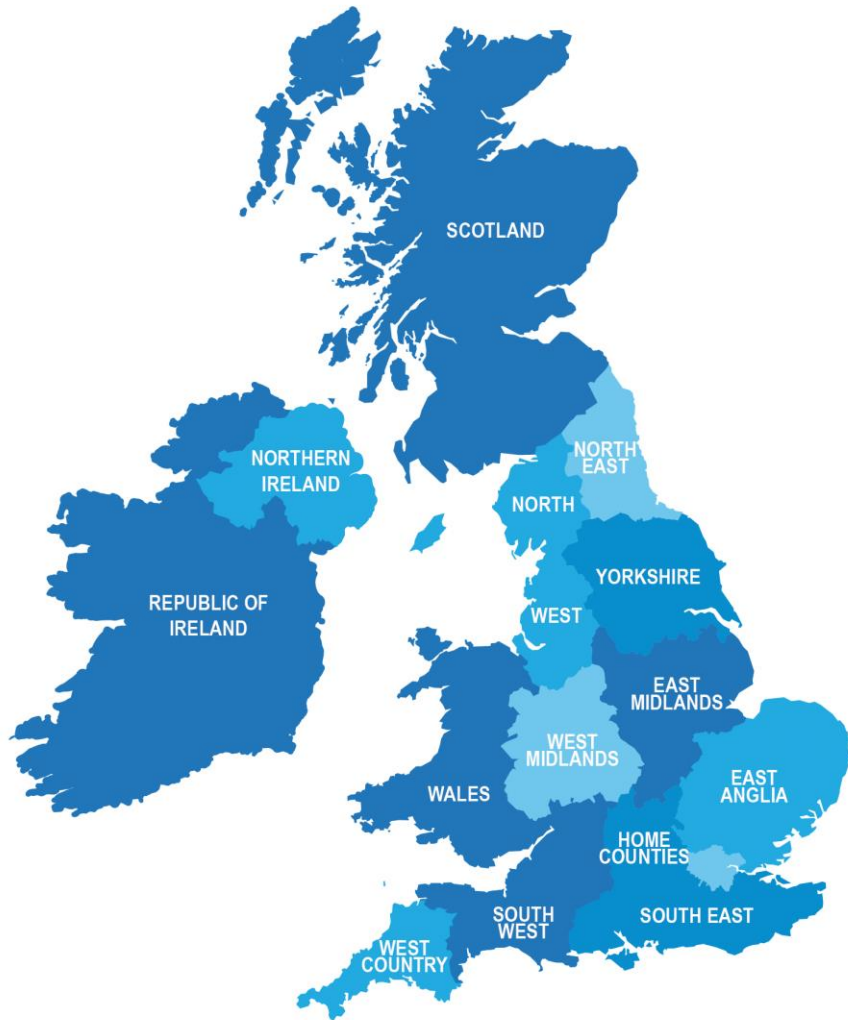 SCOTLAND
NORTH
EAST
NORTHERN
IRELAND
NORTH
YORKSHIRE
REPUBLIC OF
IRELAND
WEST
EAST
MIDLANDS
WEST
MIDLANDS
WALES
EAST
ANGLIA
HOME
COUNTIES
SOUTH
WEST
SOUTH EAST
WEST
COUNTRY